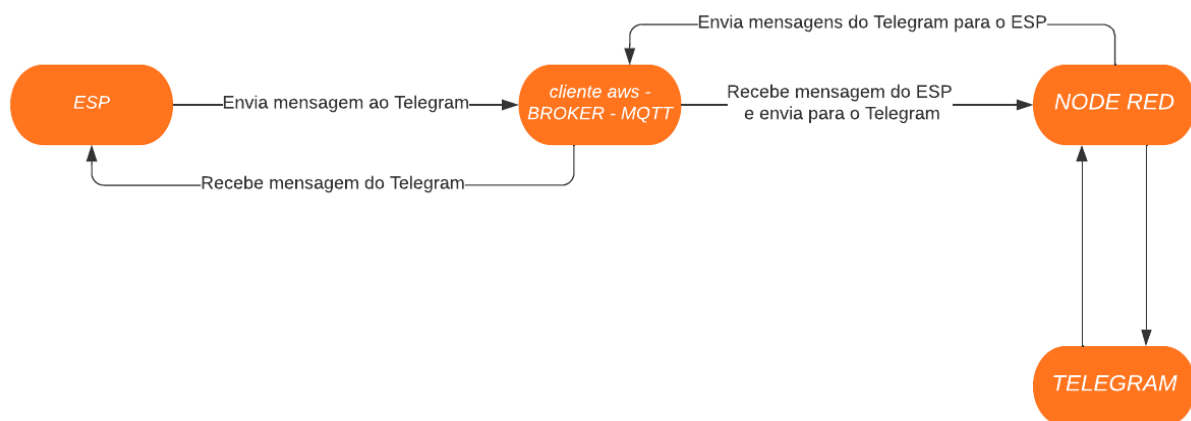 Envia mensagens do Telegram para o ESP
ESP
Envia mensagem ao Telegram
cliente aws -
BROKER - MQTT
Recebe mensagem do ESP
e envia para o Telegram
NODE RED
Recebe mensagem do Telegram
TELEGRAM